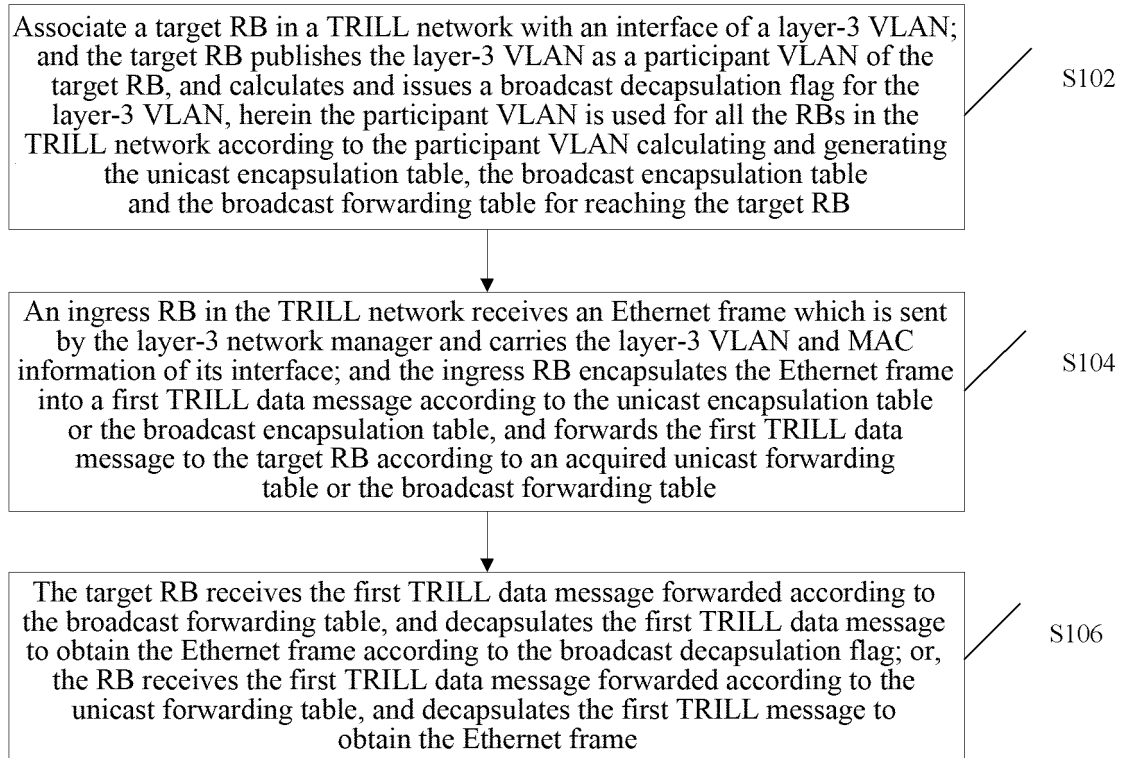 Associate a target RB in a TRILL network with an interface of a layer-3 VLAN;
and the target RB publishes the layer-3 VLAN as a participant VLAN of the
target RB, and calculates and issues a broadcast decapsulation flag for the
layer-3 VLAN, herein the participant VLAN is used for all the RBs in the
TRILL network according to the participant VLAN calculating and generating
the unicast encapsulation table, the broadcast encapsulation table
and the broadcast forwarding table for reaching the target RB
S102
An ingress RB in the TRILL network receives an Ethernet frame which is sent
by the layer-3 network manager and carries the layer-3 VLAN and MAC
information of its interface; and the ingress RB encapsulates the Ethernet frame
into a first TRILL data message according to the unicast encapsulation table
or the broadcast encapsulation table, and forwards the first TRILL data
message to the target RB according to an acquired unicast forwarding
table or the broadcast forwarding table
S104
The target RB receives the first TRILL data message forwarded according to
the broadcast forwarding table, and decapsulates the first TRILL data message
to obtain the Ethernet frame according to the broadcast decapsulation flag; or,
the RB receives the first TRILL data message forwarded according to the
unicast forwarding table, and decapsulates the first TRILL message to
obtain the Ethernet frame
S106